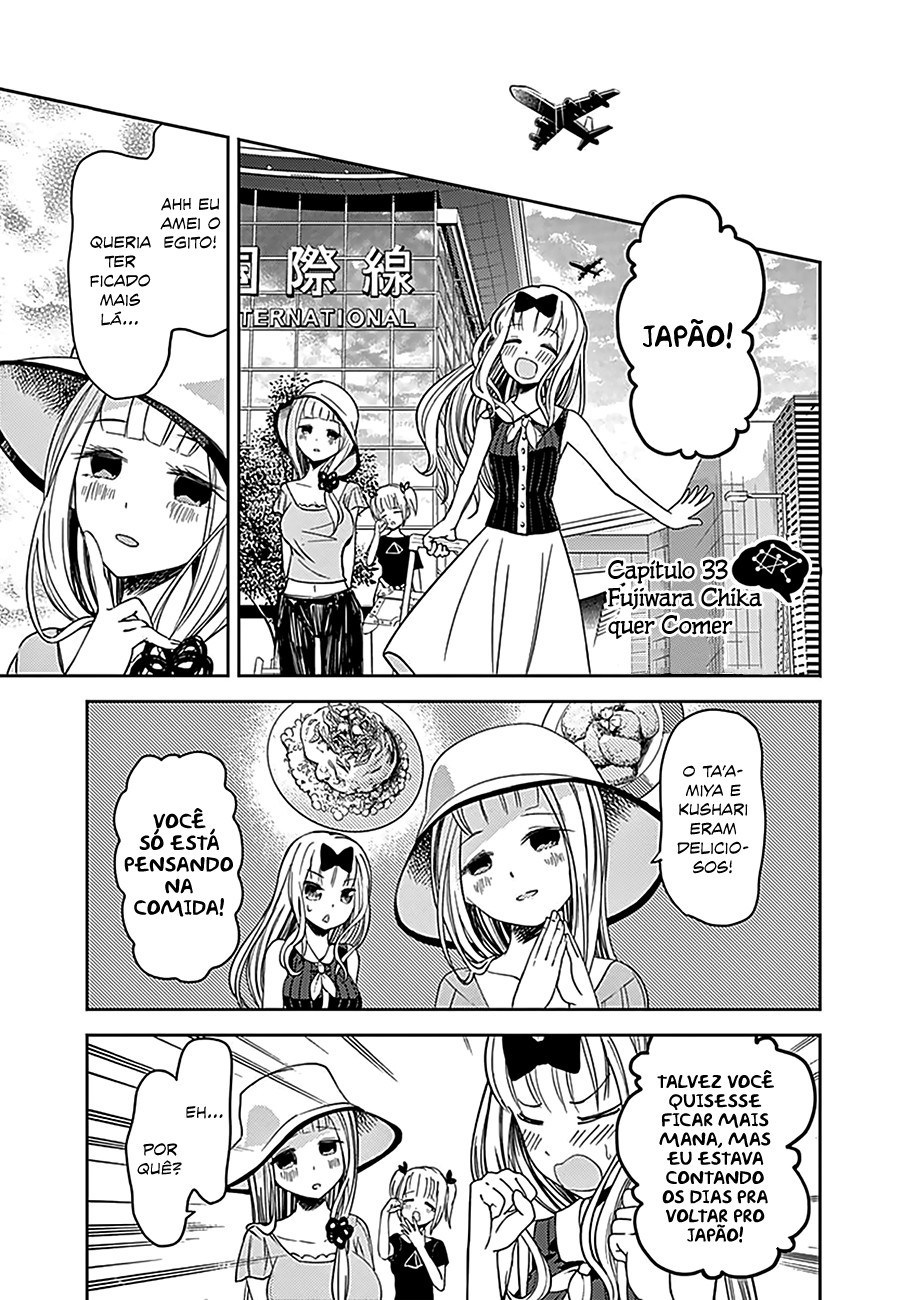 JAPÃO!
国際線
INTERNATIONAL
Capítulo 33
Fujiwara Chika
quer Comer
AHH EU
AMEI O
EGITO!
QUERIA
TER
FICADO
MAIS
LÁ...
O TA'A-
MIYA E
KUSHARI
ERAM
DELICIO-
SOS!
VOCÊ
SÓ ESTÁ
PENSANDO
NA
COMIDA!
TALVEZ VOCÊ
QUISESSE
FICAR MAIS
MANA, MAS
EU ESTAVA
CONTANDO
OS DIAS PRA
VOLTAR PRO
JAPÃO!
EH...
POR
QUÊ?